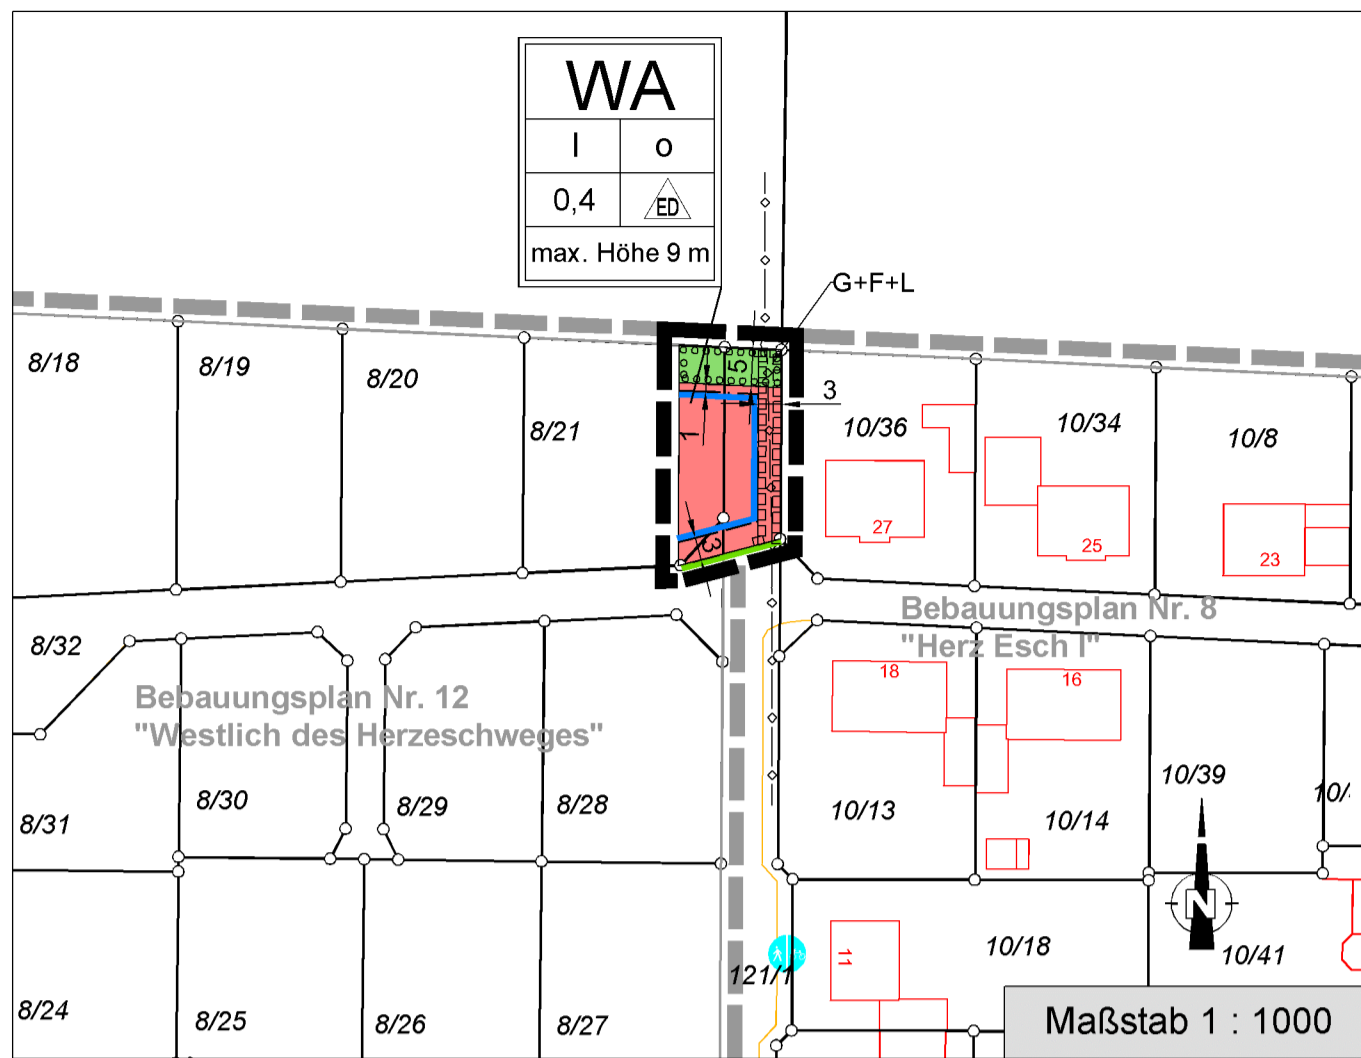 WA
I o
0,4 ED
max. Höhe 9 m
G+F+L
8/18
8/19
8/20
8/21
5
1
3
3
10/36
10/34
10/8
27
25
23
8/32
Bebauungsplan Nr. 12
"Westlich des Herzeschweges"
Bebauungsplan Nr. 8
"Herz Esch I"
18
16
8/31
8/30
8/29
8/28
10/13
10/14
10/39
N
8/24
8/25
8/26
8/27
121/1
11
10/18
10/41
Maßstab 1 : 1000